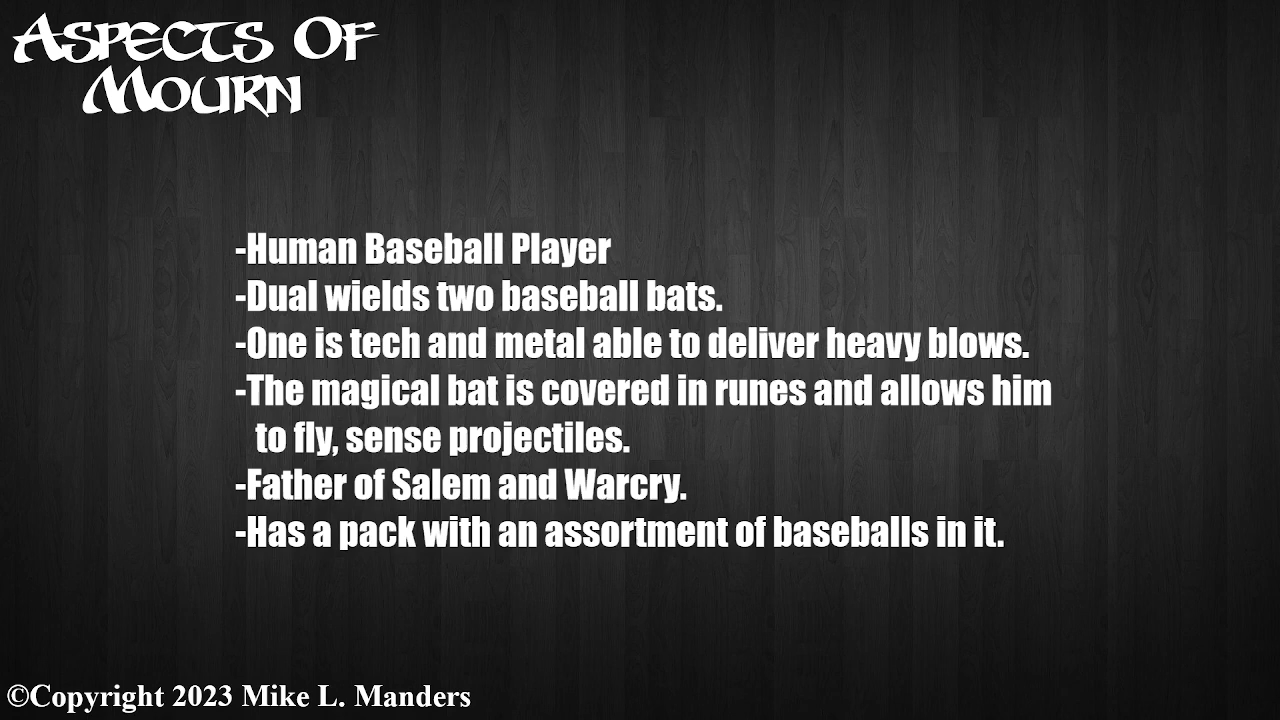 Aspects Of
Mourn
-Human Baseball Player
-Dual wields two baseball bats.
-One is tech and metal able to deliver heavy blows.
-The magical bat is covered in runes and allows him
to fly, sense projectiles.
-Father of Salem and Warcry.
-Has a pack with an assortment of baseballs in it.
©Copyright 2023 Mike L. Manders